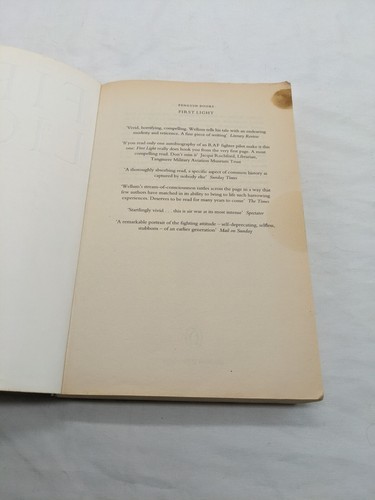 PENGUIN BOOKS
FIRST LIGHT
'Vivid, horrifying, compelling. Wellum tells his tale with an endearing
modesty and restraint. A fine piece of writing' Literary Review
'If you read only one autobiography of an RAF fighter pilot make it this
one. First Light really does hook you from the very first page. A most
compelling read. Don't miss it' Jacqui Ratchford, Librarian,
Tangmere Military Aviation Museum Trust
'A thoroughly absorbing read, a specific aspect of common history is
captured by nobody else' Sunday Times
'Wellum's stream-of-consciousness rushes across the page in a way that
few authors have matched in its ability to bring to life such harrowing
experiences. Deserves to be read for many years to come' The Times
'Startlingly vivid . . . this is air war at its most intense' Spectator
'A remarkable portrait of the fighting attitude – self-deprecating, selfless,
stubborn – of an earlier generation' Mail on Sunday